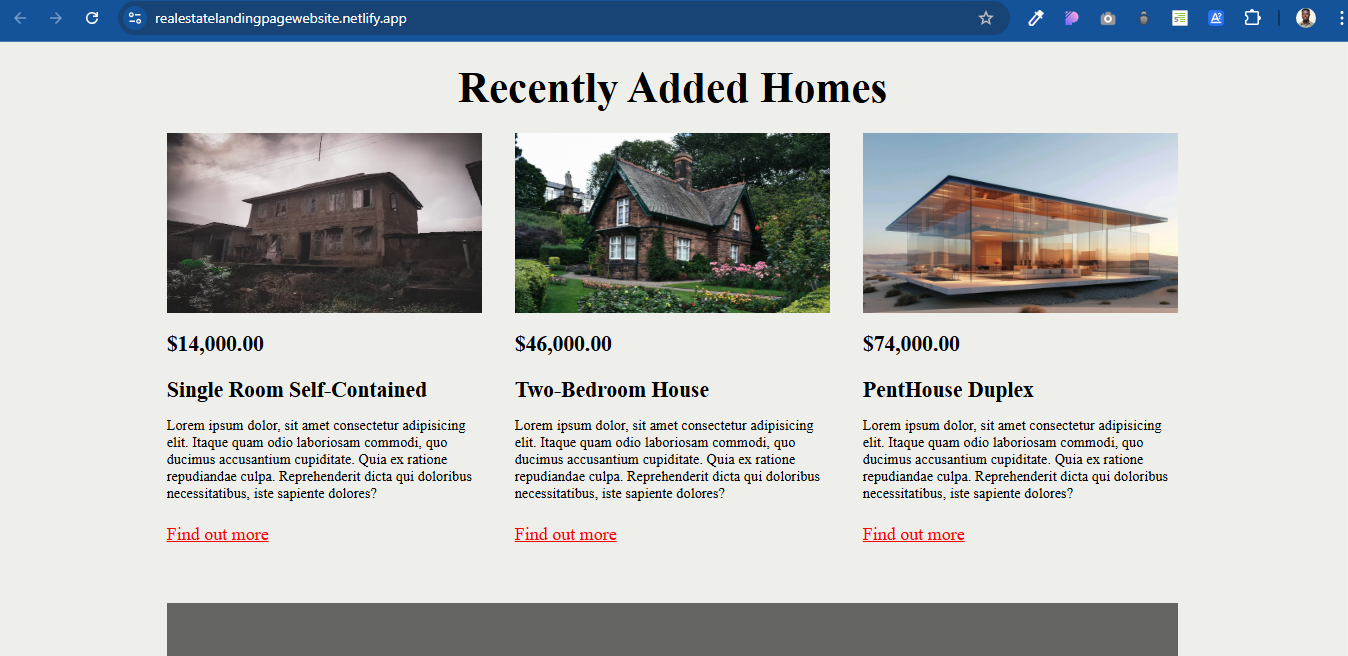 realestatelandingpagewebsite.netlify.app
Recently Added Homes
$14,000.00
Single Room Self-Contained
Lorem ipsum dolor, sit amet consectetur adipisicing
elit. Itaque quam odio laboriosam commodi, quo
ducimus accusantium cupiditate. Quia ex ratione
repudiandae culpa. Reprehenderit dicta qui doloribus
necessitatibus, iste sapiente dolores?
Find out more
$46,000.00
Two-Bedroom House
Lorem ipsum dolor, sit amet consectetur adipisicing
elit. Itaque quam odio laboriosam commodi, quo
ducimus accusantium cupiditate. Quia ex ratione
repudiandae culpa. Reprehenderit dicta qui doloribus
necessitatibus, iste sapiente dolores?
Find out more
$74,000.00
PentHouse Duplex
Lorem ipsum dolor, sit amet consectetur adipisicing
elit. Itaque quam odio laboriosam commodi, quo
ducimus accusantium cupiditate. Quia ex ratione
repudiandae culpa. Reprehenderit dicta qui doloribus
necessitatibus, iste sapiente dolores?
Find out more